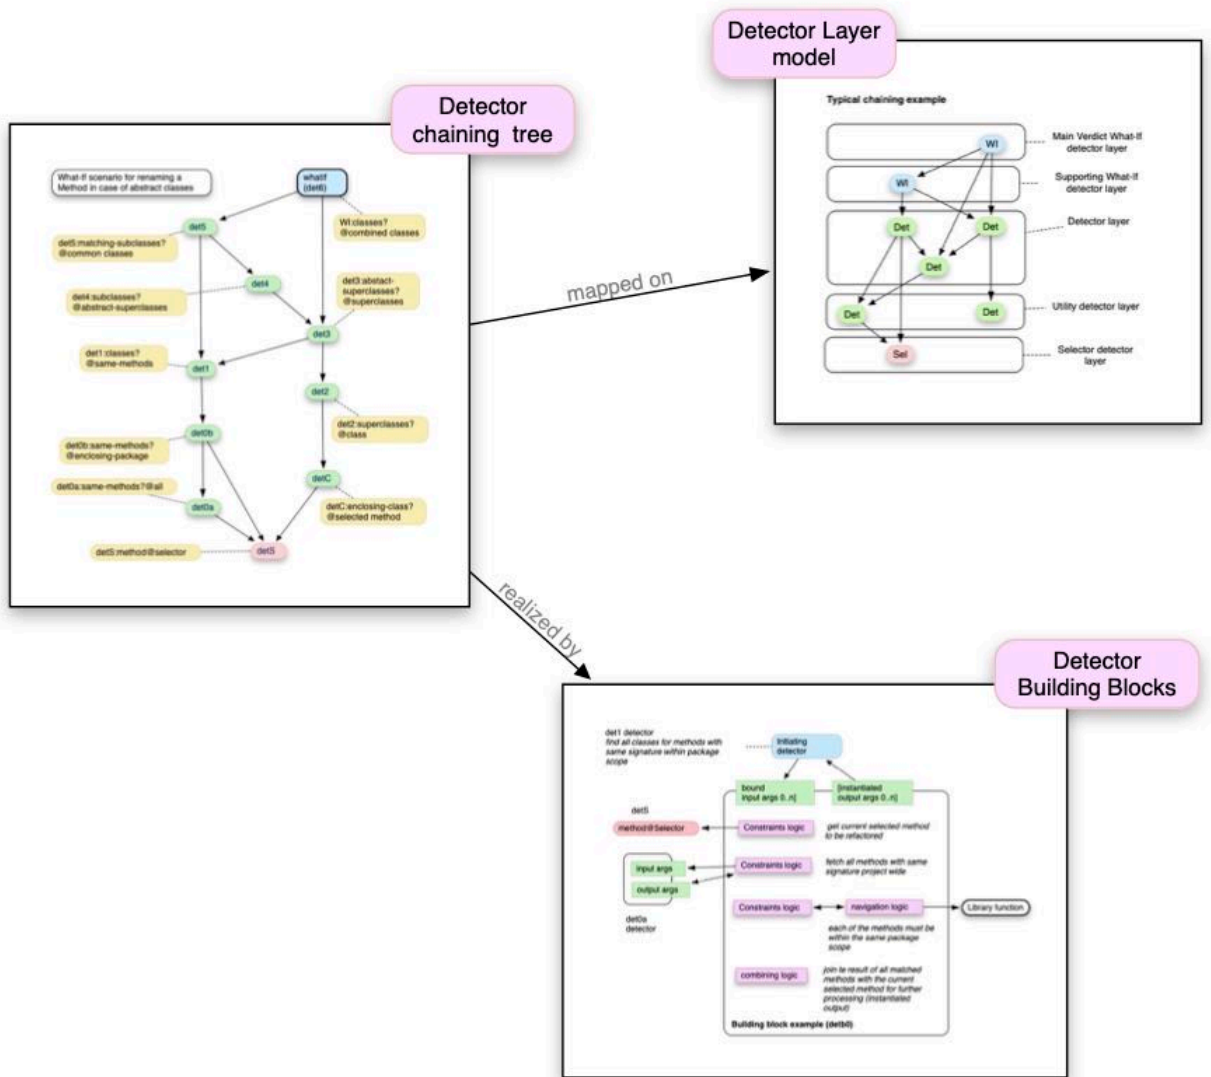 Detector Layer
model
Typical chaining example
WI
Main Verdict What-If
detector layer
WI
Supporting What-If
detector layer
Det
Det
Detector layer
Det
Det
Det
Utility detector layer
Sel
Selector detector
layer
Detector
chaining tree
What-If scenario for renaming a
Method in case of abstract classes
whatIf
(det6)
WI:classes?
@combined classes
det5
det5:matching-subclasses?
@common classes
det4
det4:subclasses?
@abstract-superclasses
det3:abstact-
superclasses?
@superclasses
det3
det1:classes?
@same-methods
det1
det2
det2:superclasses?
@class
det0b
det0b:same-methods?
@enclosing-package
det0a:same-methods?@all
det0a
detC
detC:enclosing-class?
@selected method
detS:method@selector
detS
mapped on
realized by
Detector
Building Blocks
det1 detector
find all classes for methods with
same signature within package
scope
Initiating
detector
bound
input args 0..n]
[instantiated
output args 0..n]
detS
method@Selector
Constraints logic
get current selected method
to be refactored
input args
output args
det0a
detector
Constraints logic
fetch all methods with same
signature project wide
Constraints logic
navigation logic
Library function
each of the methods must be
within the same package
scope
combining logic
join te result of all matched
methods with the current
selected method for further
processing (instantiated
output)
Building block example (detb0)